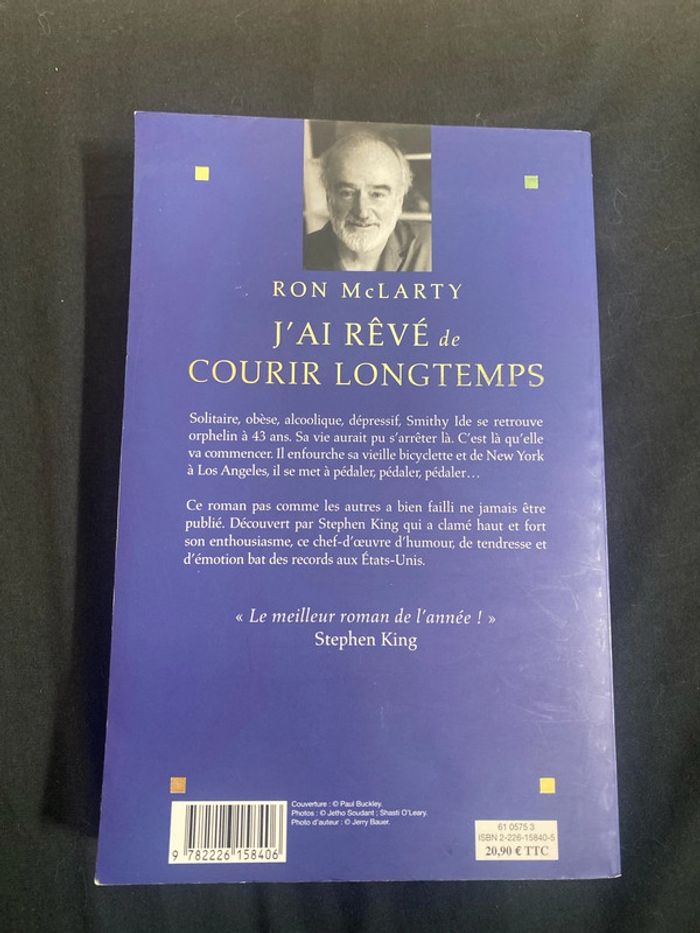 RON McLARTY
J'AI RÊVÉ de
COURIR LONGTEMPS
Solitaire, obèse, alcoolique, dépressif, Smithy Ide se retrouve
orphelin à 43 ans. Sa vie aurait pu s'arrêter là. C'est là qu'elle
va commencer. Il enfourche sa vieille bicyclette et de New York
à Los Angeles, il se met à pédaler, pédaler, pédaler…
Ce roman pas comme les autres a bien failli ne jamais être
publié. Découvert par Stephen King qui a clamé haut et fort
son enthousiasme, ce chef-d'œuvre d'humour, de tendresse et
d'émotion bat des records aux États-Unis.
« Le meilleur roman de l'année ! »
Stephen King
Couverture : © Paul Buckley.
Photos : © Jetho Soudant ; Shasti O'Leary.
Photo d'auteur : © Jerry Bauer.
9 782226 158406
61 0575 3
ISBN 2-226-15840-5
20,90 € TTC